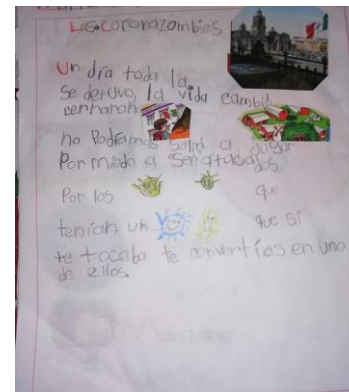 Los Coronazombies
Un día toda la
se detuvo, la vida cambió
cerraron
no Podíamos salir a jugar
Por miedo a Ser atacados
Por los que
tenían un que si
te tocaba te convertías en uno
de ellos.